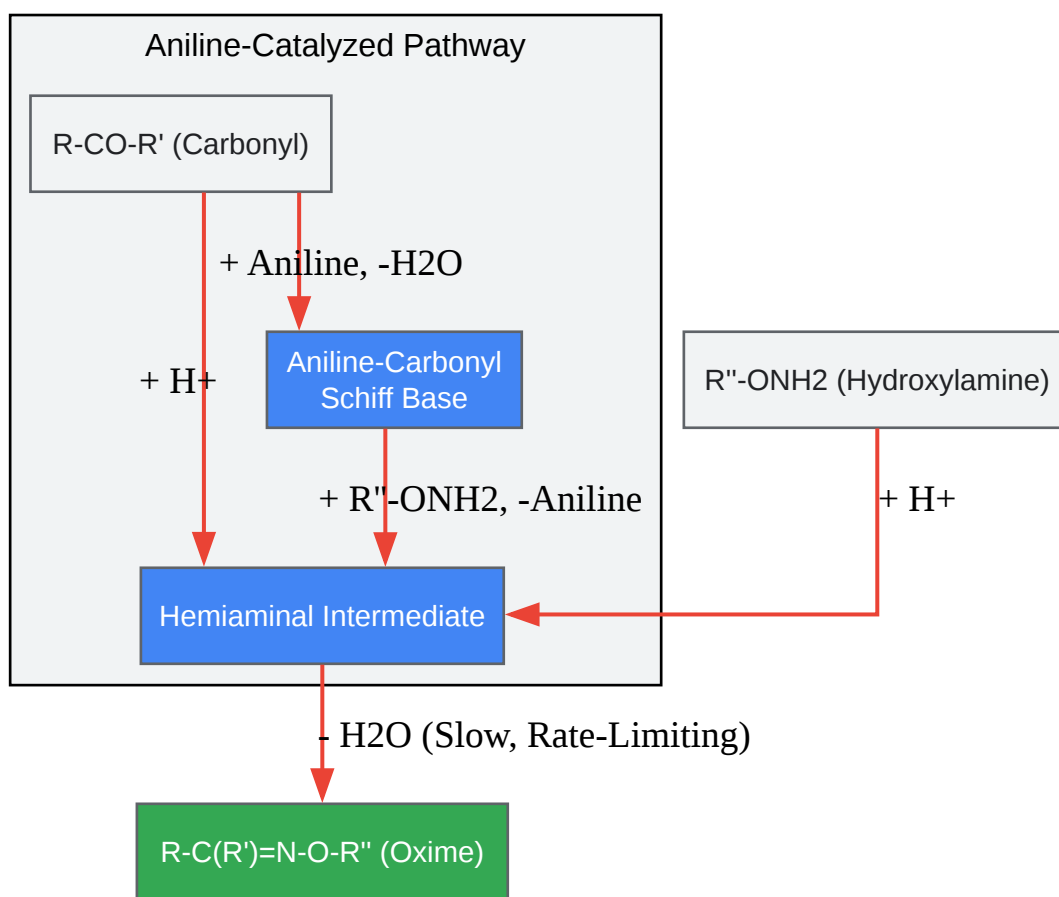 Aniline-Catalyzed Pathway
R-CO-R' (Carbonyl)
+ Aniline, -H2O
Aniline-Carbonyl
Schiff Base
R"-ONH2 (Hydroxylamine)
+ H+
+ R"-ONH2, -Aniline
+ H+
Hemiaminal Intermediate
- H2O (Slow, Rate-Limiting)
R-C(R')=N-O-R" (Oxime)